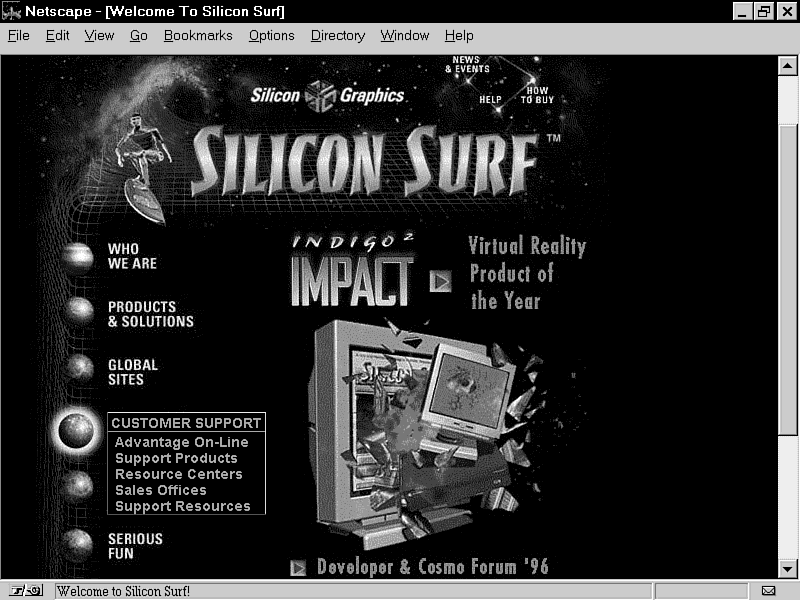 Netscape - [Welcome To Silicon Surf]
File Edit View Go Bookmarks Options Directory Window Help
NEWS
& EVENTS
HELP
HOW
TO BUY
Silicon Graphics
SILICON SURF™
WHO
WE ARE
PRODUCTS
& SOLUTIONS
GLOBAL
SITES
CUSTOMER SUPPORT
Advantage On-Line
Support Products
Resource Centers
Sales Offices
Support Resources
SERIOUS
FUN
INDIGO²
IMPACT
Virtual Reality
Product of
the Year
Developer & Cosmo Forum '96
Welcome to Silicon Surf!